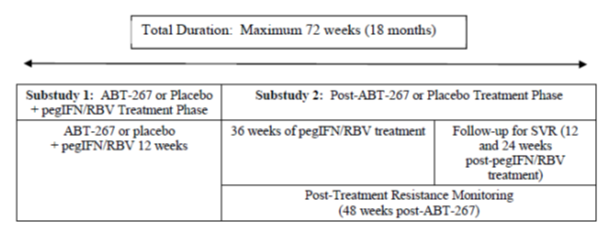 Total Duration:  Maximum 72 weeks (18 months)
Substudy 1:  ABT-267 or Placebo
+ pegIFN/RBV Treatment Phase
Substudy 2:  Post-ABT-267 or Placebo Treatment Phase
ABT-267 or placebo
+ pegIFN/RBV 12 weeks
36 weeks of pegIFN/RBV treatment
Follow-up for SVR (12
and 24 weeks
post-pegIFN/RBV
treatment)
Post-Treatment Resistance Monitoring
(48 weeks post-ABT-267)